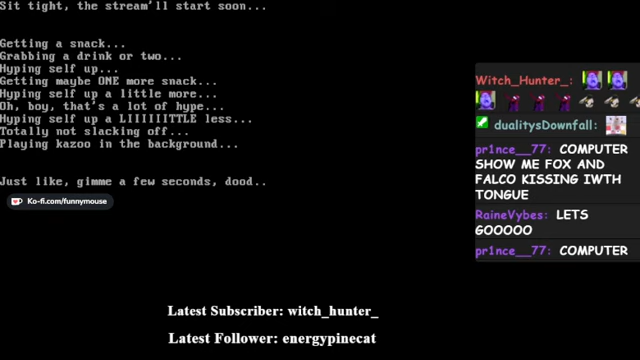 Sit tight, the stream'll start soon...
Getting a snack...
Grabbing a drink or two...
Hyping self up...
Getting maybe ONE more snack...
Hyping self up a little more...
Oh, boy, that's a lot of hype...
Hyping self up a LIIIIIITTLE less...
Totally not slacking off...
Playing kazoo in the background...
Just like, gimme a few seconds, dood..
Ko-fi.com/funnymouse
Witch_Hunter_:
dualitysDownfall:
pr1nce__77: COMPUTER
SHOW ME FOX AND
FALCO KISSING IWTH
TONGUE
RaineVybes: LETS
GOOOOO
pr1nce__77: COMPUTER
Latest Subscriber: witch_hunter_
Latest Follower: energypinecat